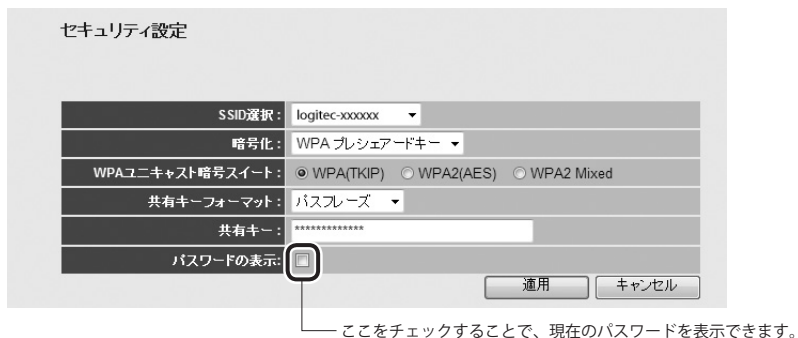 セキュリティ設定
SSID選択： logitec-xxxxxx
暗号化： WPA プレシェアードキー
WPAユニキャスト暗号スイート： WPA(TKIP) WPA2(AES) WPA2 Mixed
共有キーフォーマット： パスフレーズ
共有キー： *************
パスワードの表示:
適用 キャンセル
ここをチェックすることで、現在のパスワードを表示できます。